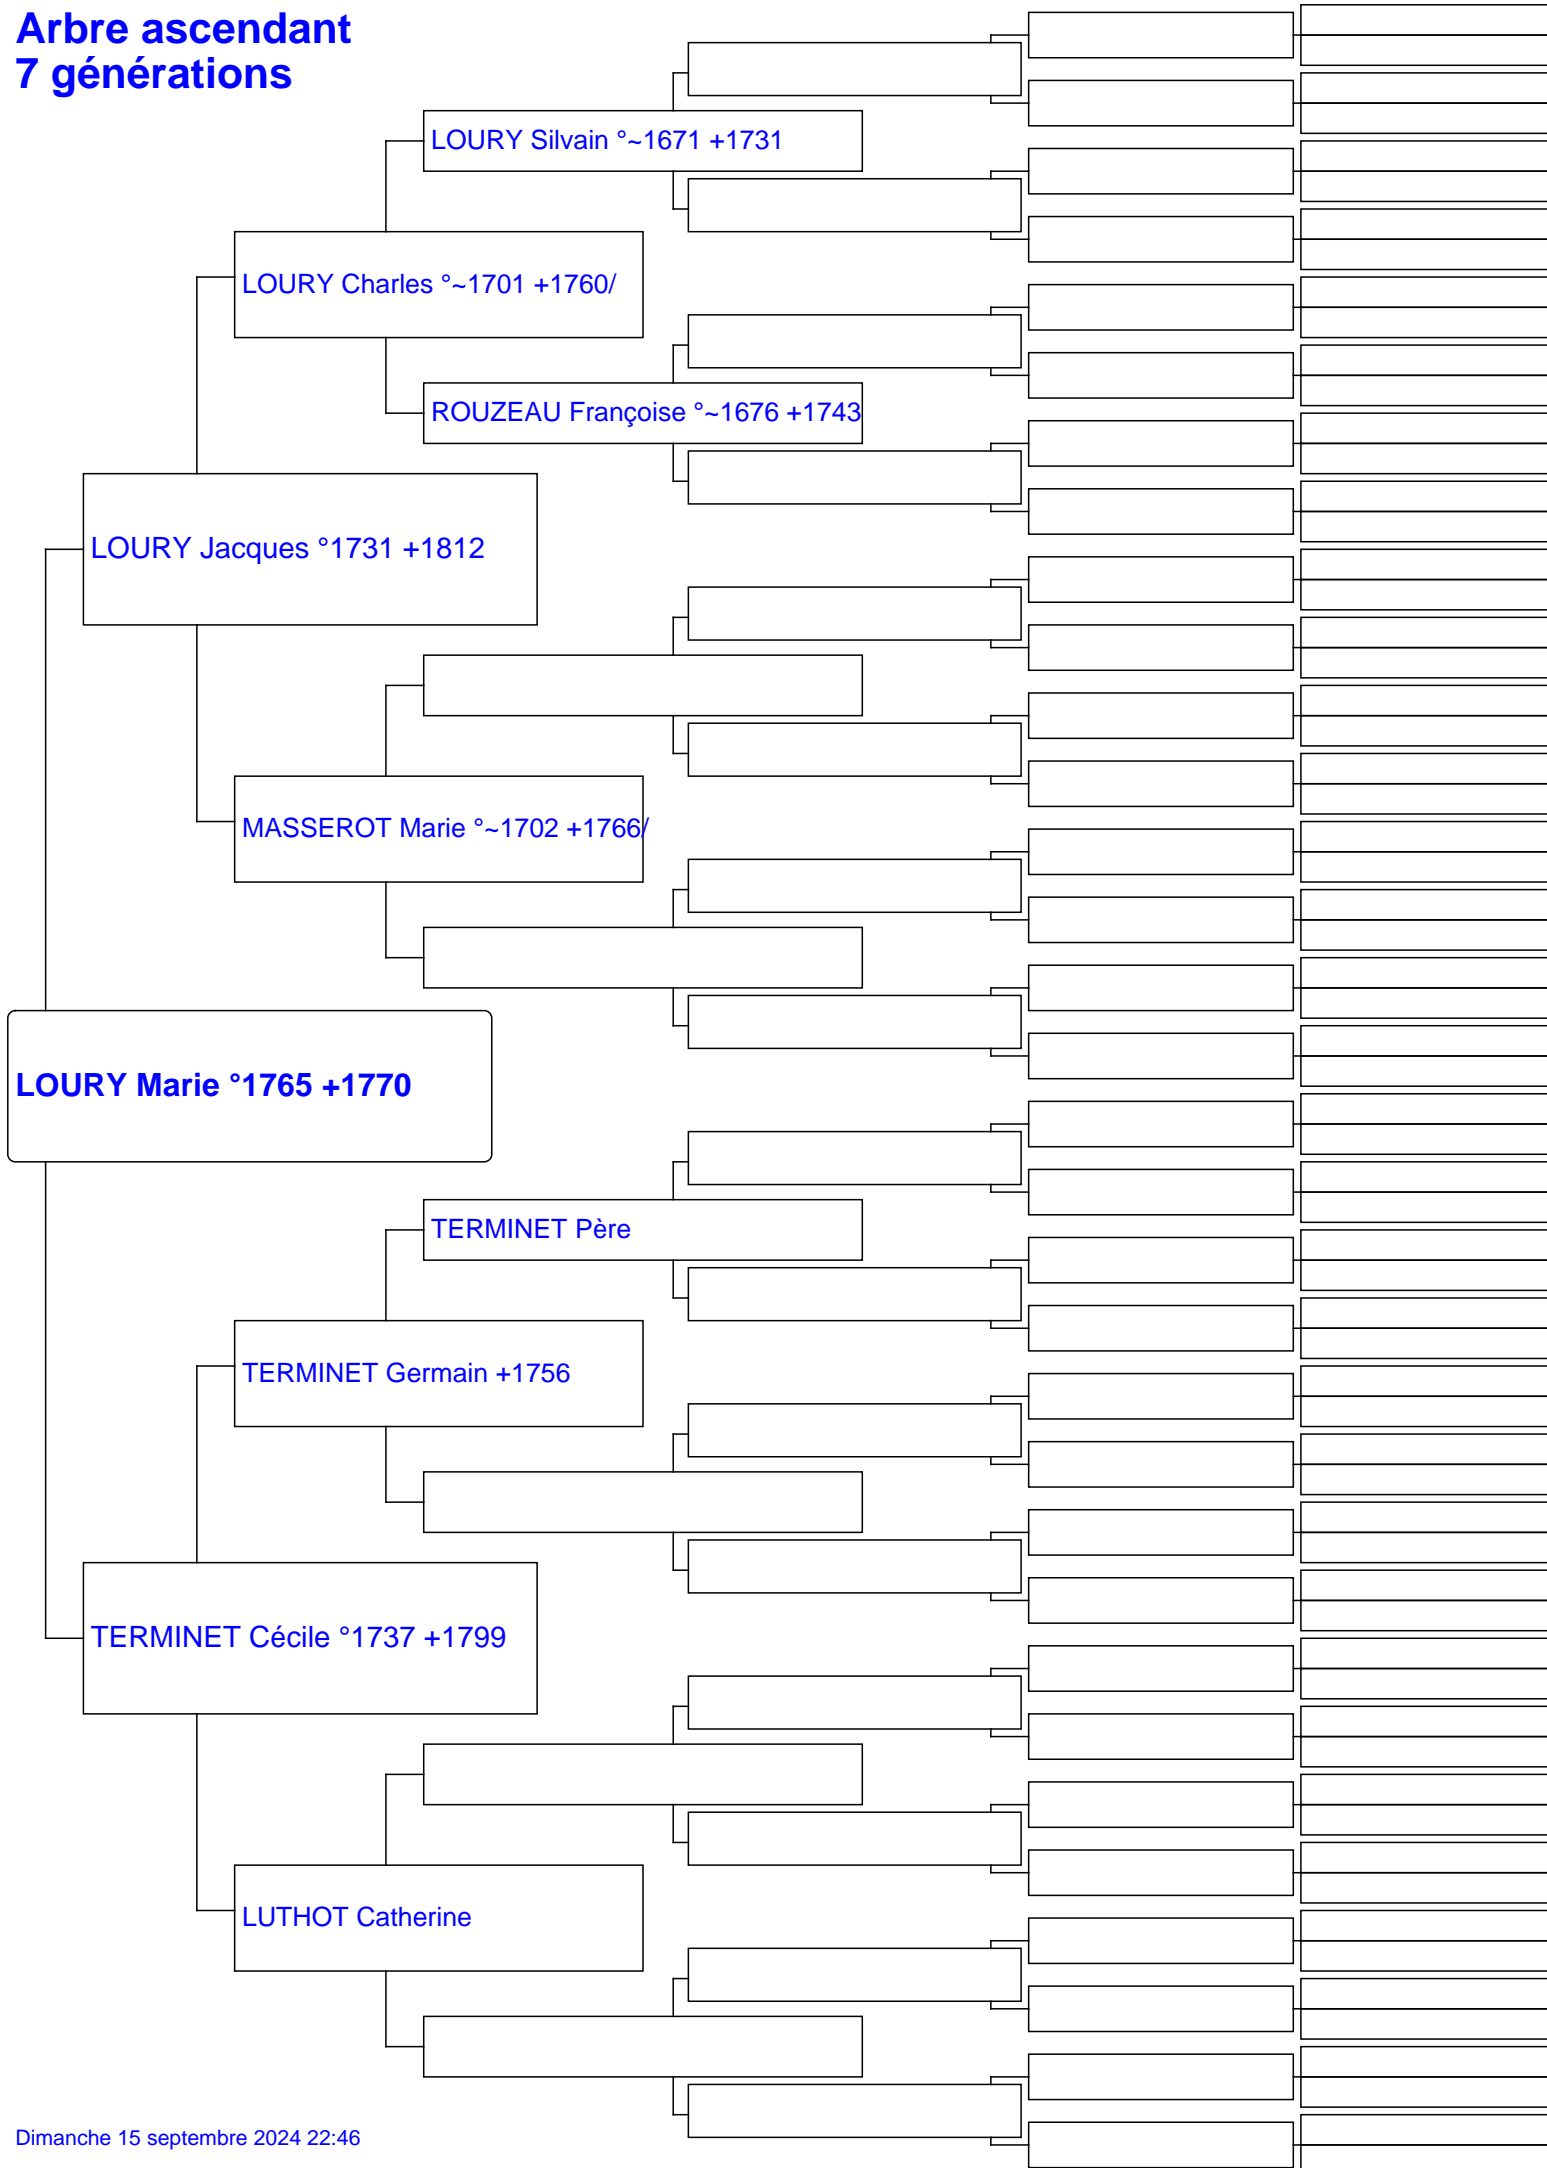 Arbre ascendant
7 générations
LOURY Silvain °~1671 +1731
LOURY Charles °~1701 +1760/
ROUZEAU Françoise °~1676 +1743
LOURY Jacques °1731 +1812
MASSEROT Marie °~1702 +1766/
LOURY Marie °1765 +1770
TERMINET Père
TERMINET Germain +1756
TERMINET Cécile °1737 +1799
LUTHOT Catherine
Dimanche 15 septembre 2024 22:46